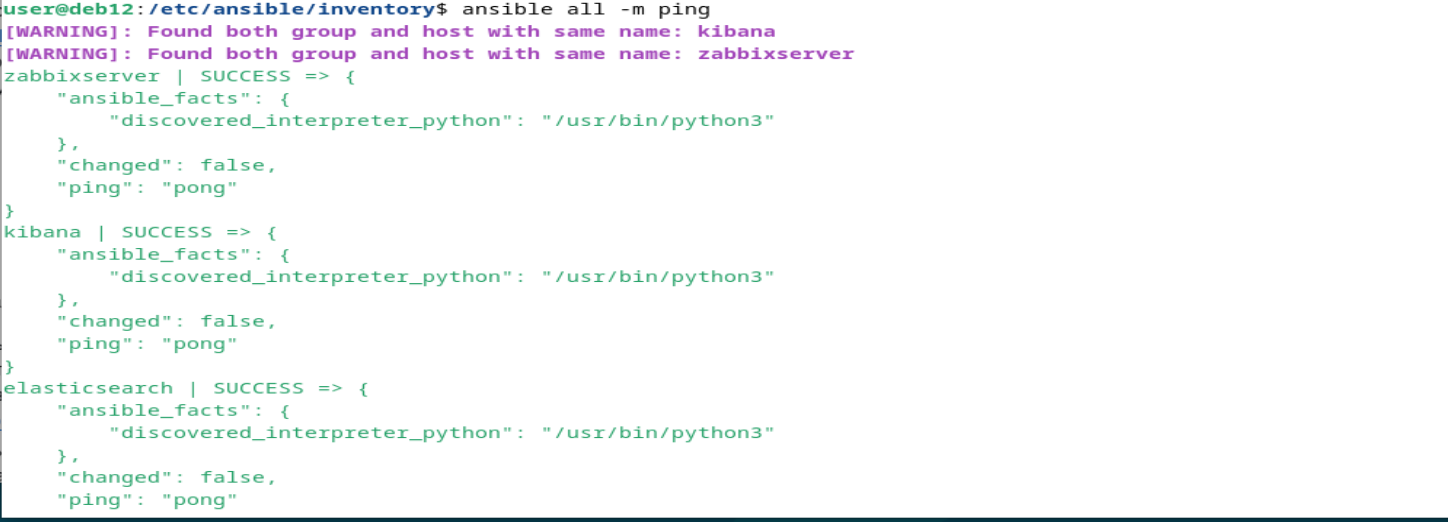 user@deb12:/etc/ansible/inventory$ ansible all -m ping
[WARNING]: Found both group and host with same name: kibana
[WARNING]: Found both group and host with same name: zabbixserver
zabbixserver | SUCCESS => {
    "ansible_facts": {
        "discovered_interpreter_python": "/usr/bin/python3"
    },
    "changed": false,
    "ping": "pong"
}
kibana | SUCCESS => {
    "ansible_facts": {
        "discovered_interpreter_python": "/usr/bin/python3"
    },
    "changed": false,
    "ping": "pong"
}
elasticsearch | SUCCESS => {
    "ansible_facts": {
        "discovered_interpreter_python": "/usr/bin/python3"
    },
    "changed": false,
    "ping": "pong"